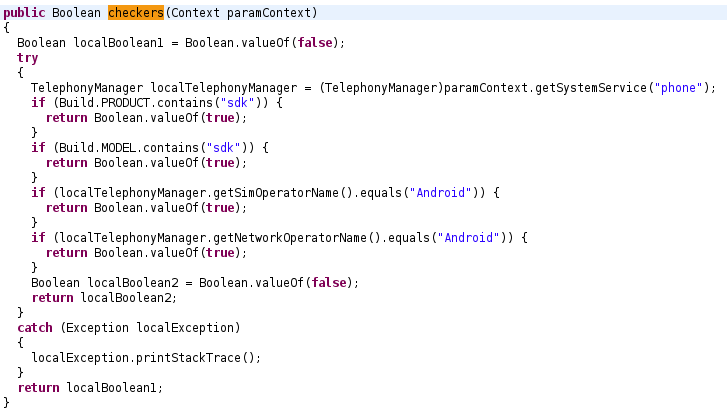 public Boolean checkers(Context paramContext)
{
  Boolean localBoolean1 = Boolean.valueOf(false);
  try
  {
    TelephonyManager localTelephonyManager = (TelephonyManager)paramContext.getSystemService("phone");
    if (Build.PRODUCT.contains("sdk")) {
      return Boolean.valueOf(true);
    }
    if (Build.MODEL.contains("sdk")) {
      return Boolean.valueOf(true);
    }
    if (localTelephonyManager.getSimOperatorName().equals("Android")) {
      return Boolean.valueOf(true);
    }
    if (localTelephonyManager.getNetworkOperatorName().equals("Android")) {
      return Boolean.valueOf(true);
    }
    Boolean localBoolean2 = Boolean.valueOf(false);
    return localBoolean2;
  }
  catch (Exception localException)
  {
    localException.printStackTrace();
  }
  return localBoolean1;
}